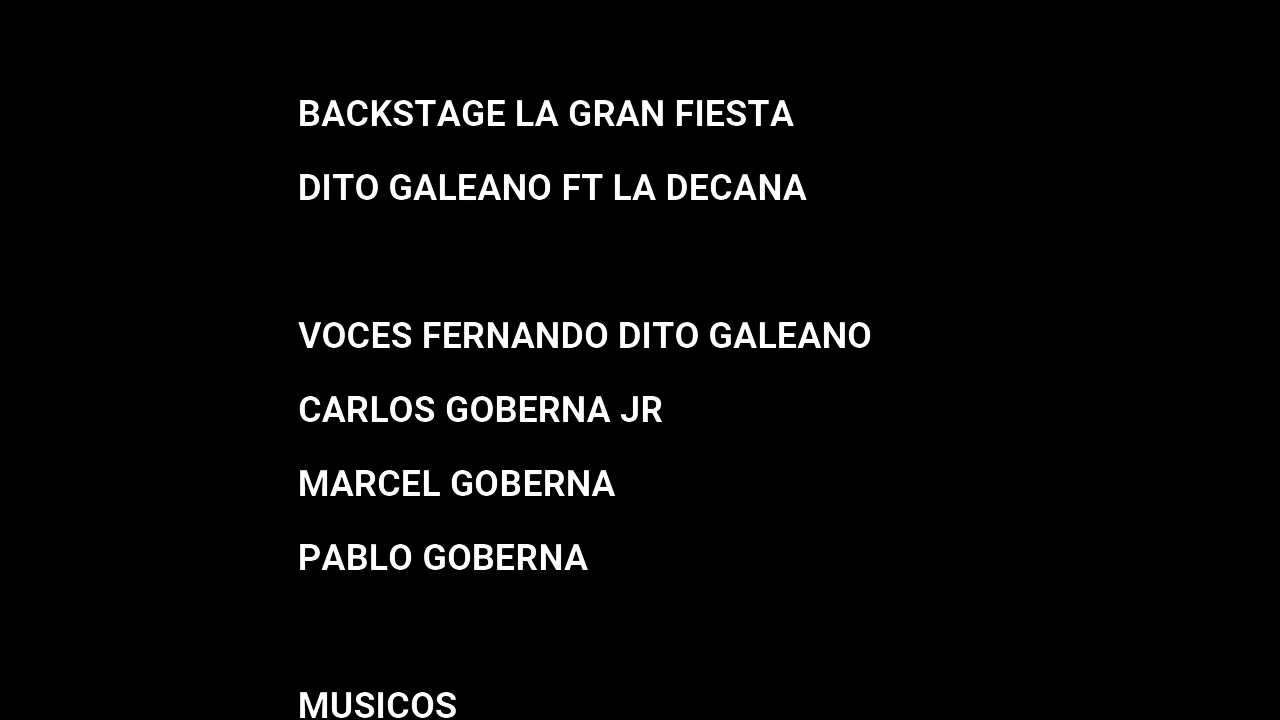 BACKSTAGE LA GRAN FIESTA
DITO GALEANO FT LA DECANA
VOCES FERNANDO DITO GALEANO
CARLOS GOBERNA JR
MARCEL GOBERNA
PABLO GOBERNA
MUSICOS